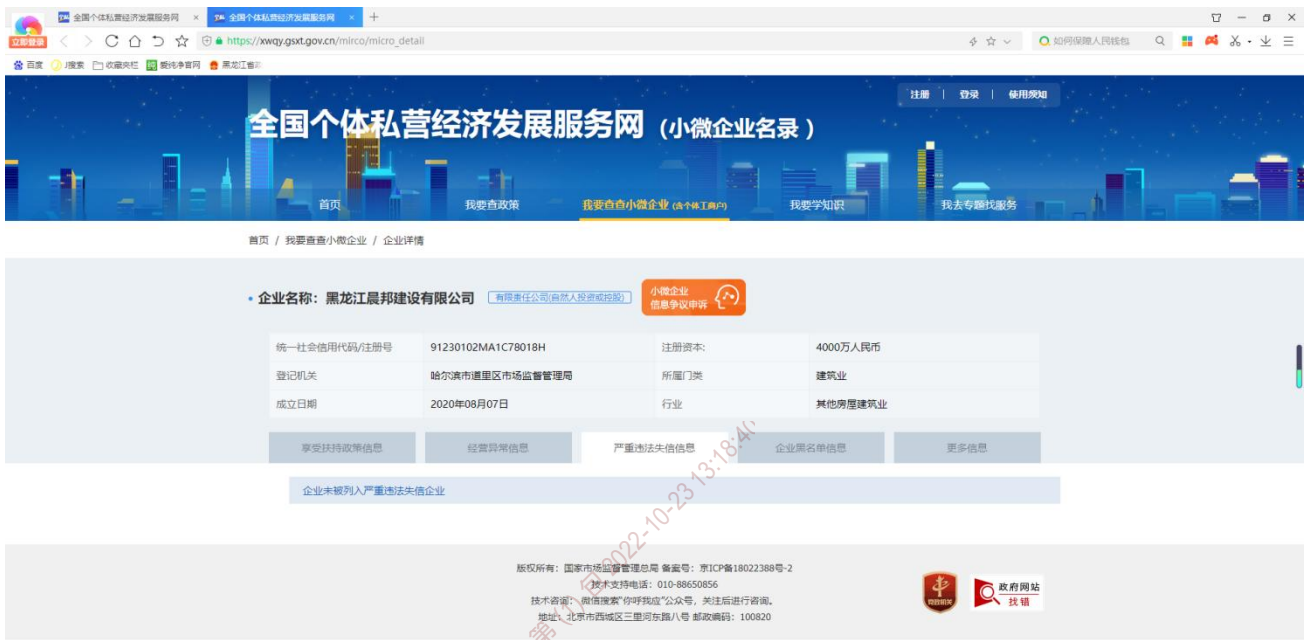 全国个体私营经济发展服务网 × 全国个体私营经济发展服务网 × +
立即登录 https://xwqy.gsxt.gov.cn/mirco/micro_detail 如何保障人民钱包
百度 J搜索 收藏夹栏 爱纯净官网 黑龙江省
注册 | 登录 | 使用须知
全国个体私营经济发展服务网（小微企业名录）
首页 我要查政策 我要查查小微企业 (含个体工商户) 我要学知识 我去专题找服务
首页 / 我要查查小微企业 / 企业详情
• 企业名称：黑龙江晨邦建设有限公司 有限责任公司(自然人投资或控股) 小微企业
信息争议申诉
统一社会信用代码/注册号 91230102MA1C78018H 注册资本: 4000万人民币
登记机关 哈尔滨市道里区市场监督管理局 所属门类 建筑业
成立日期 2020年08月07日 行业 其他房屋建筑业
享受扶持政策信息 经营异常信息 严重违法失信信息 企业黑名单信息 更多信息
企业未被列入严重违法失信企业
版权所有：国家市场监督管理总局 备案号：京ICP备18022388号-2
技术支持电话：010-88650856
技术咨询：微信搜索"你呼我应"公众号，关注后进行咨询。
地址：北京市西城区三里河东路八号 邮政编码：100820
党政机关
政府网站
找错
第(1)包2022-10-23 13:18:40